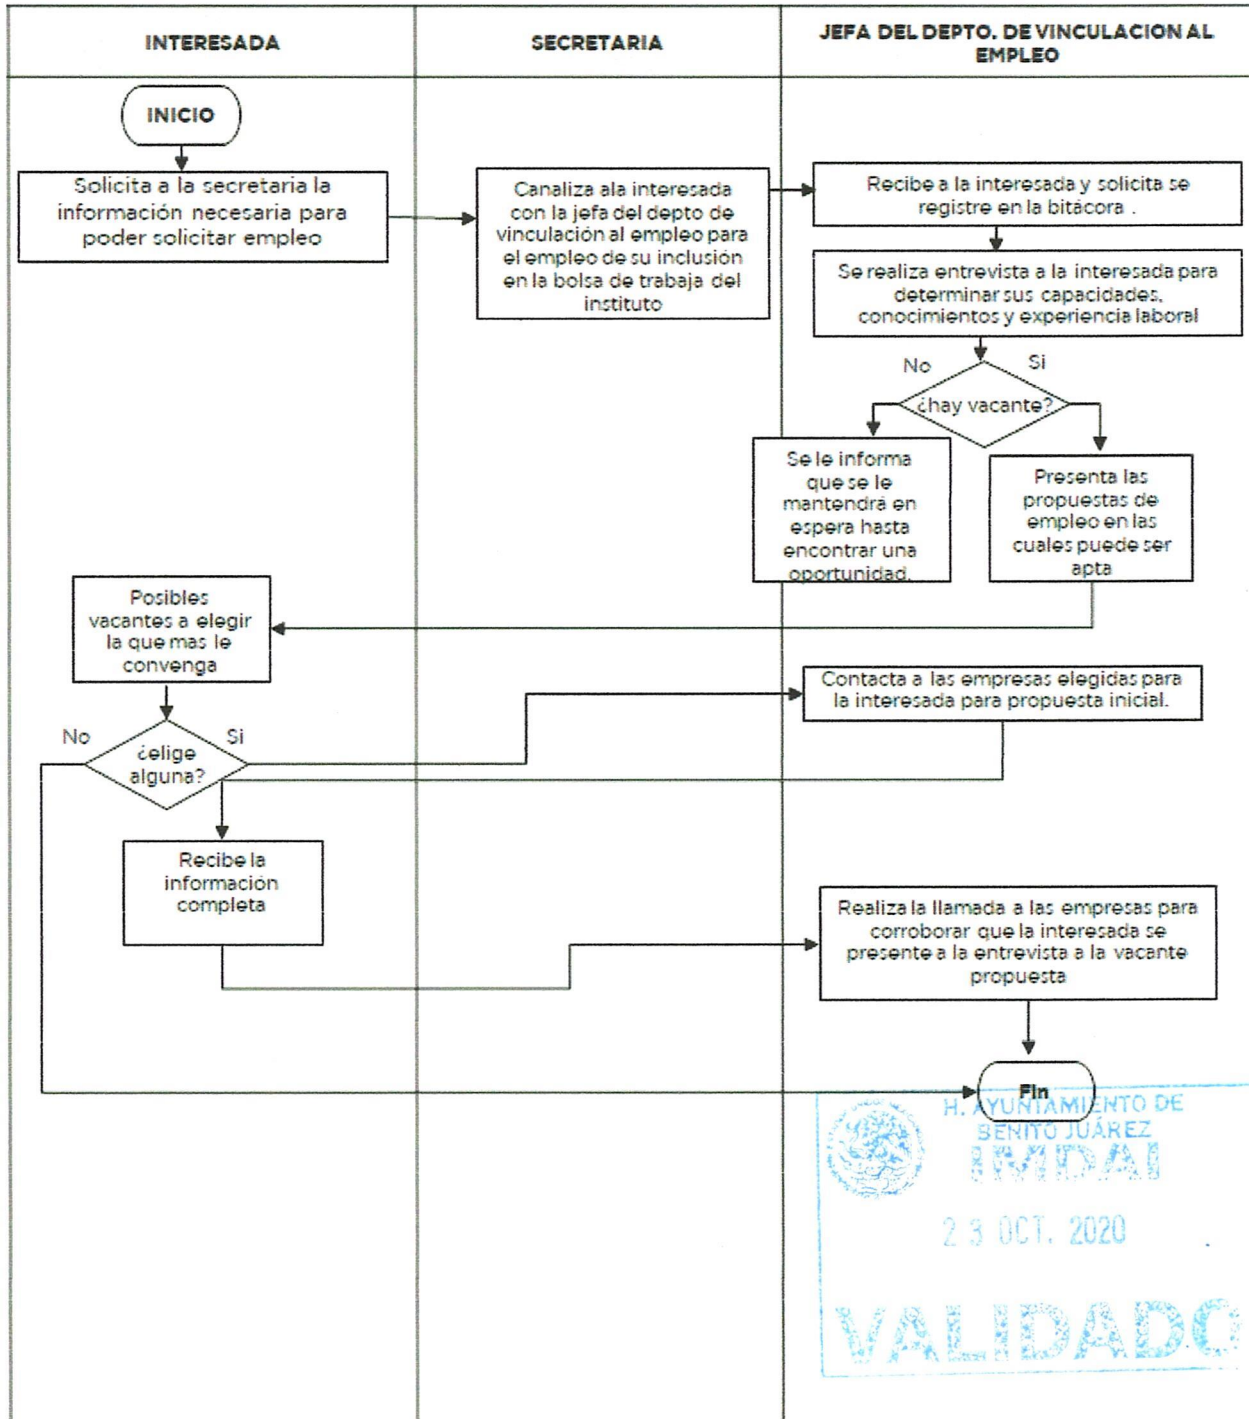 INTERESADA
SECRETARIA
JEFA DEL DEPTO. DE VINCULACION AL
EMPLEO
INICIO
Solicita a la secretaria la
información necesaria para
poder solicitar empleo
Canaliza ala interesada
con la jefa del depto de
vinculación al empleo para
el empleo de su inclusión
en la bolsa de trabaja del
instituto
Recibe a la interesada y solicita se
registre en la bitácora .
Se realiza entrevista a la interesada para
determinar sus capacidades,
conocimientos y experiencia laboral
No
Si
¿hay vacante?
Se le informa
que se le
mantendrá en
espera hasta
encontrar una
oportunidad.
Presenta las
propuestas de
empleo en las
cuales puede ser
apta
Posibles
vacantes a elegir
la que mas le
convenga
No
Si
¿elige
alguna?
Contacta a las empresas elegidas para
la interesada para propuesta inicial.
Recibe la
información
completa
Realiza la llamada a las empresas para
corroborar que la interesada se
presente a la entrevista a la vacante
propuesta
Fin
H. AYUNTAMIENTO DE
BENITO JUÁREZ
IMDAI
23 OCT. 2020
VALIDADO